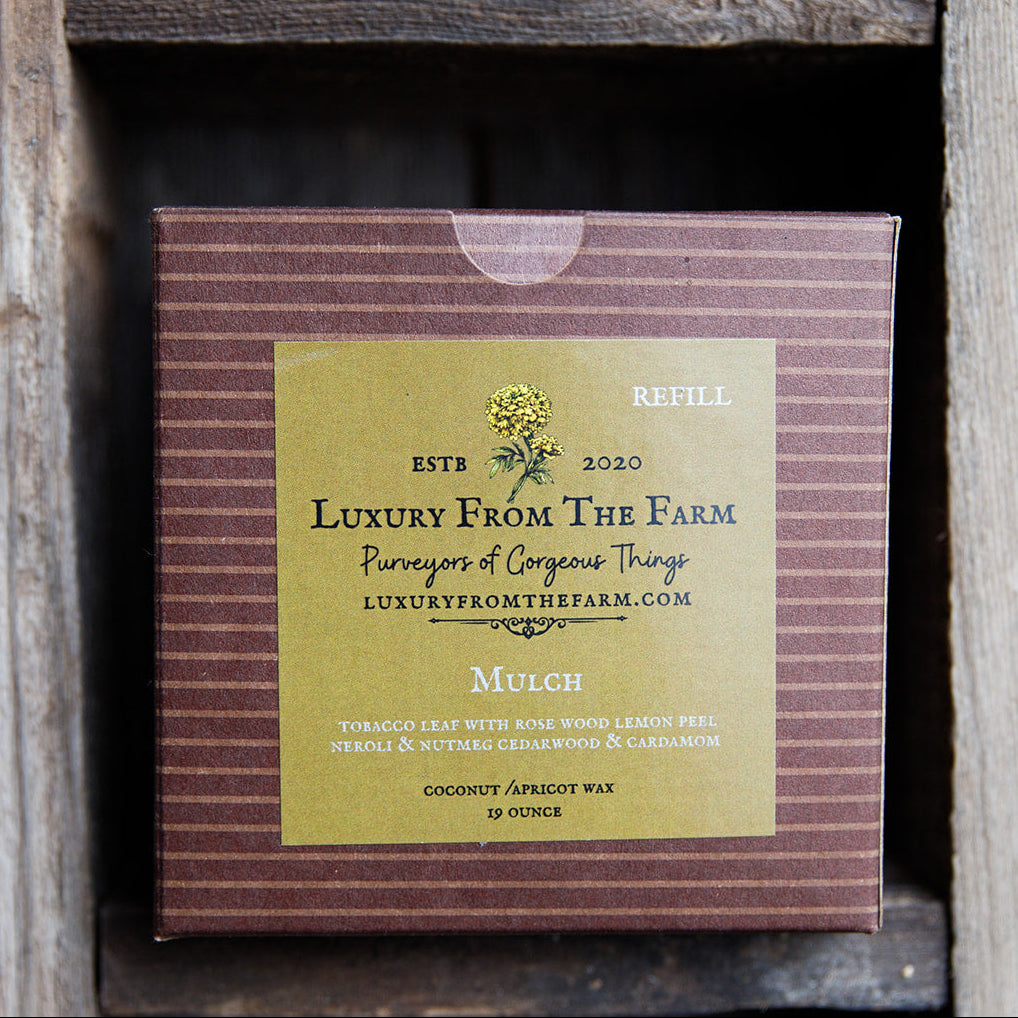 REFILL
ESTB 2020
LUXURY FROM THE FARM
Purveyors of Gorgeous Things
LUXURYFROMTHEFARM.COM
MULCH
TOBACCO LEAF WITH ROSE WOOD LEMON PEEL
NEROLI & NUTMEG CEDARWOOD & CARDAMOM
COCONUT /APRICOT WAX
19 OUNCE